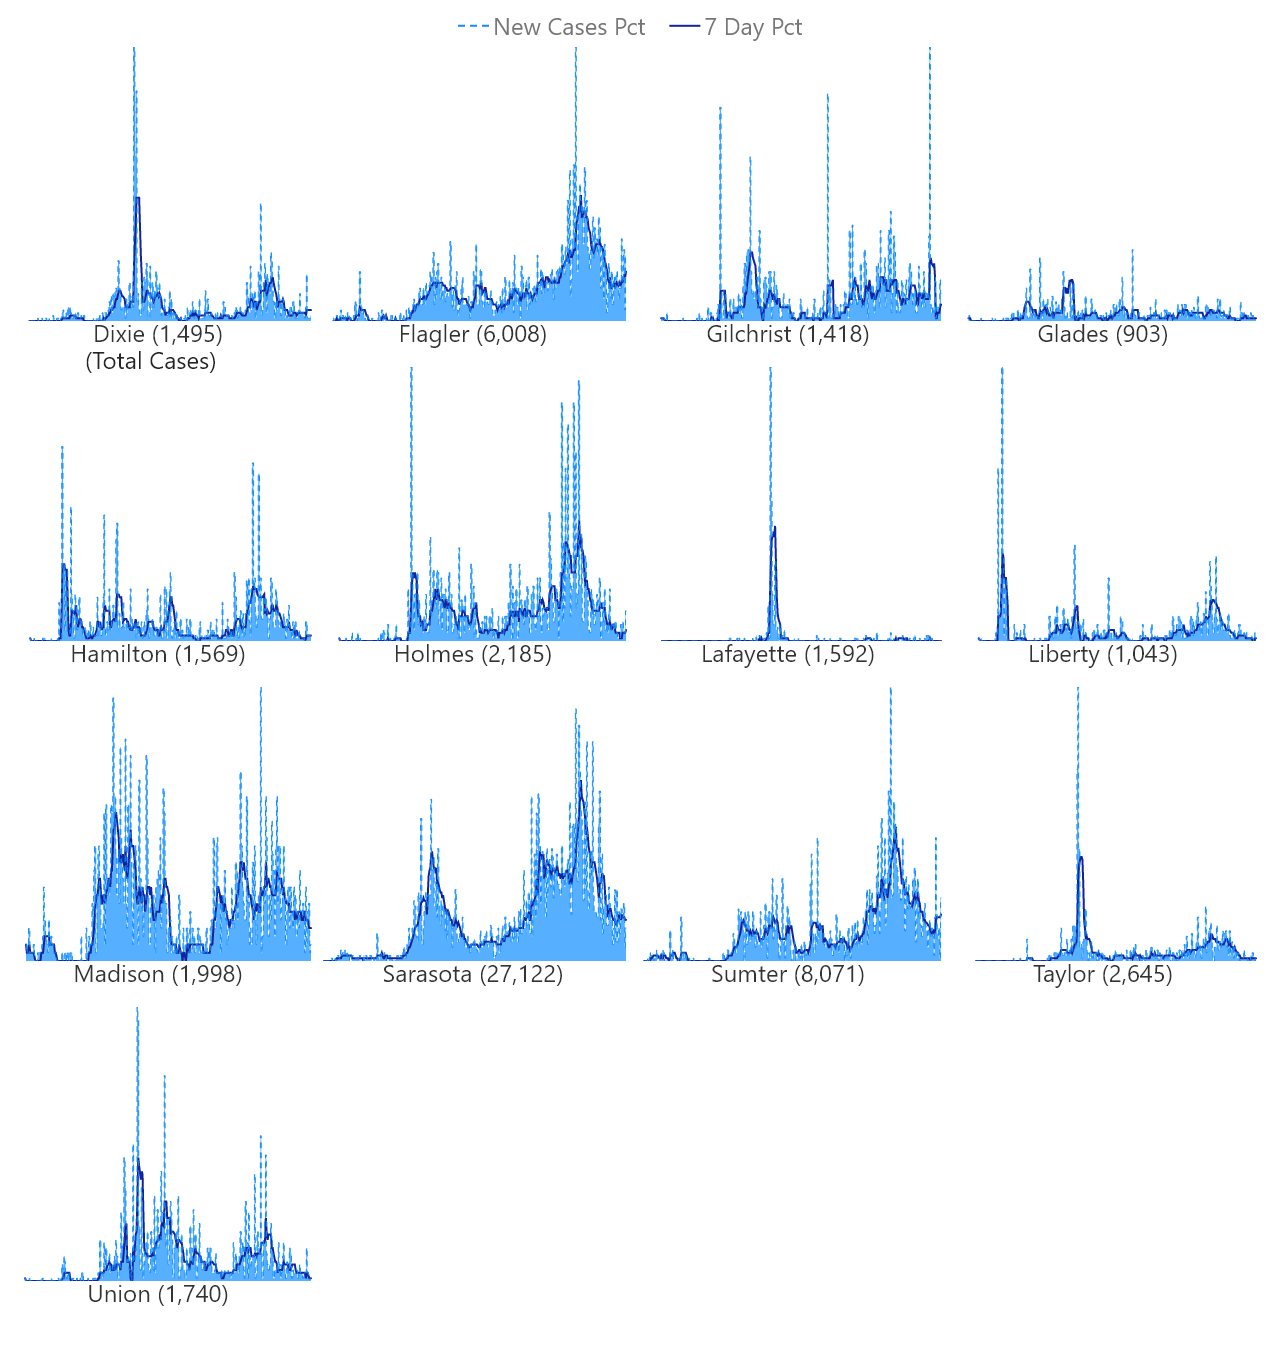 New Cases Pct 7 Day Pct
Dixie (1,495)
(Total Cases)
Flagler (6,008)
Gilchrist (1,418)
Glades (903)
Hamilton (1,569)
Holmes (2,185)
Lafayette (1,592)
Liberty (1,043)
Madison (1,998)
Sarasota (27,122)
Sumter (8,071)
Taylor (2,645)
Union (1,740)